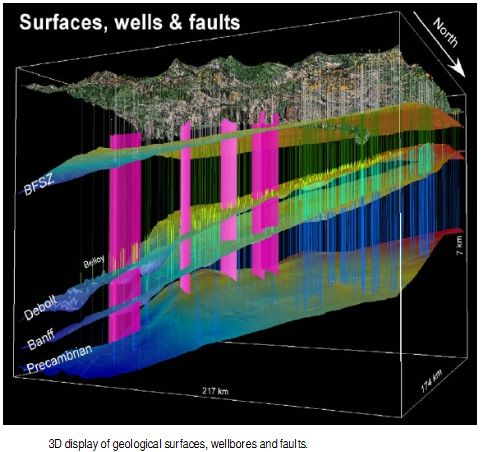 Surfaces, wells & faults
North
BFSZ
Belloy
Debolt
Banff
Precambrian
7 km
174 km
217 km
3D display of geological surfaces, wellbores and faults.